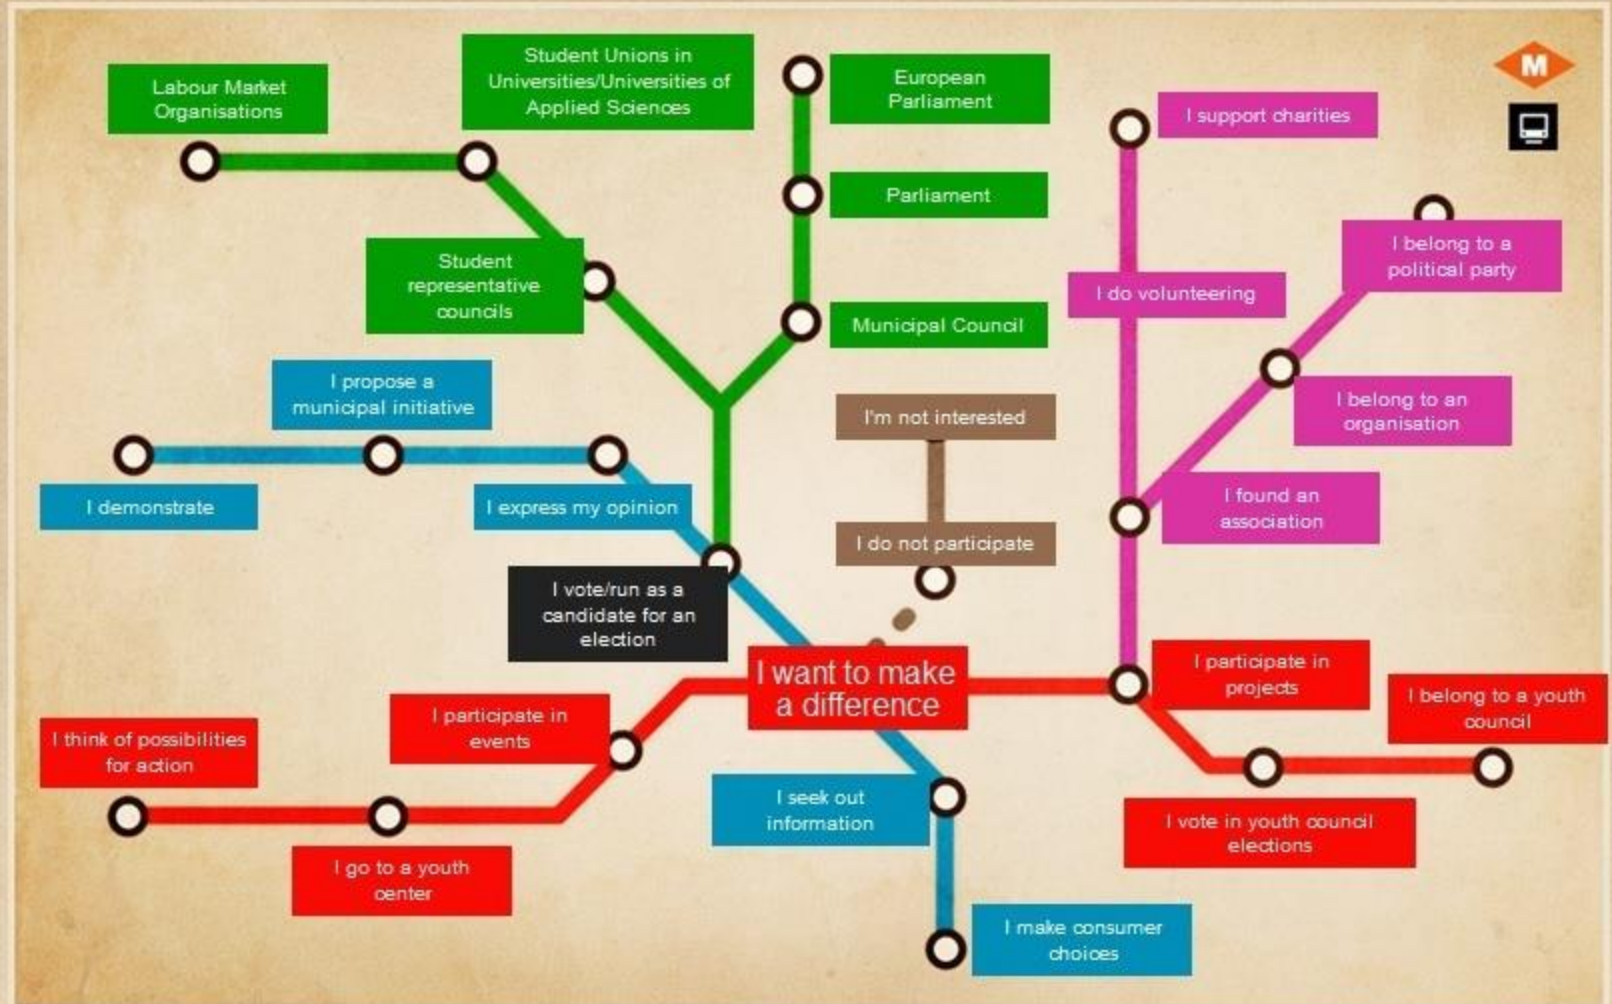 Labour Market
Organisations
Student Unions in
Universities/Universities of
Applied Sciences
European
Parliament
M
I support charities
Parliament
I belong to a
political party
Student
representative
councils
I do volunteering
Municipal Council
I propose a
municipal initiative
I'm not interested
I belong to an
organisation
I demonstrate
I express my opinion
I found an
association
I do not participate
I vote/run as a
candidate for an
election
I want to make
a difference
I participate in
projects
I belong to a youth
council
I participate in
events
I think of possibilities
for action
I seek out
information
I vote in youth council
elections
I go to a youth
center
I make consumer
choices